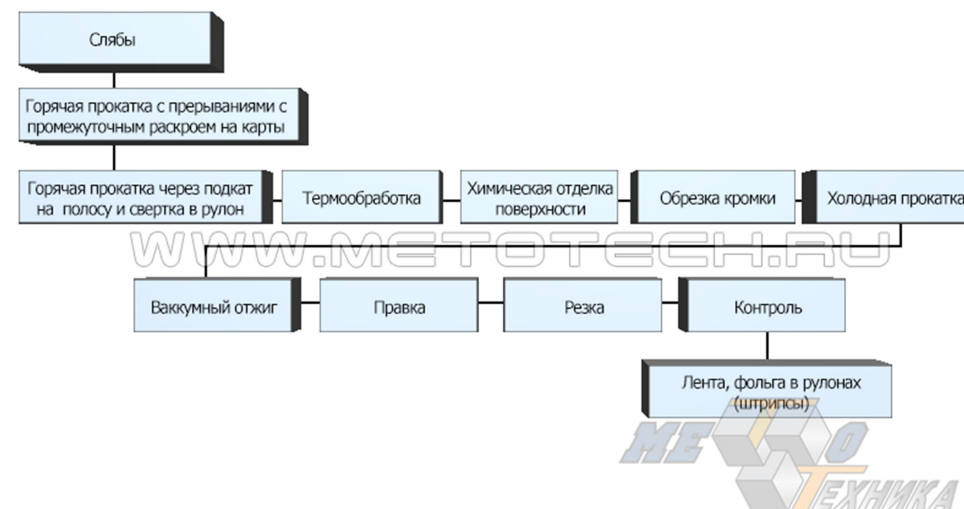 Слябы
Горячая прокатка с прерываниями с
промежуточным раскроем на карты
Горячая прокатка через подкат
на полосу и свертка в рулон
Термообработка
Химическая отделка
поверхности
Обрезка кромки
Холодная прокатка
WWW.METOTECH.RU
Ваккумный отжиг
Правка
Резка
Контроль
Лента, фольга в рулонах
(штрипсы)
МЕТО
ТЕХНИКА